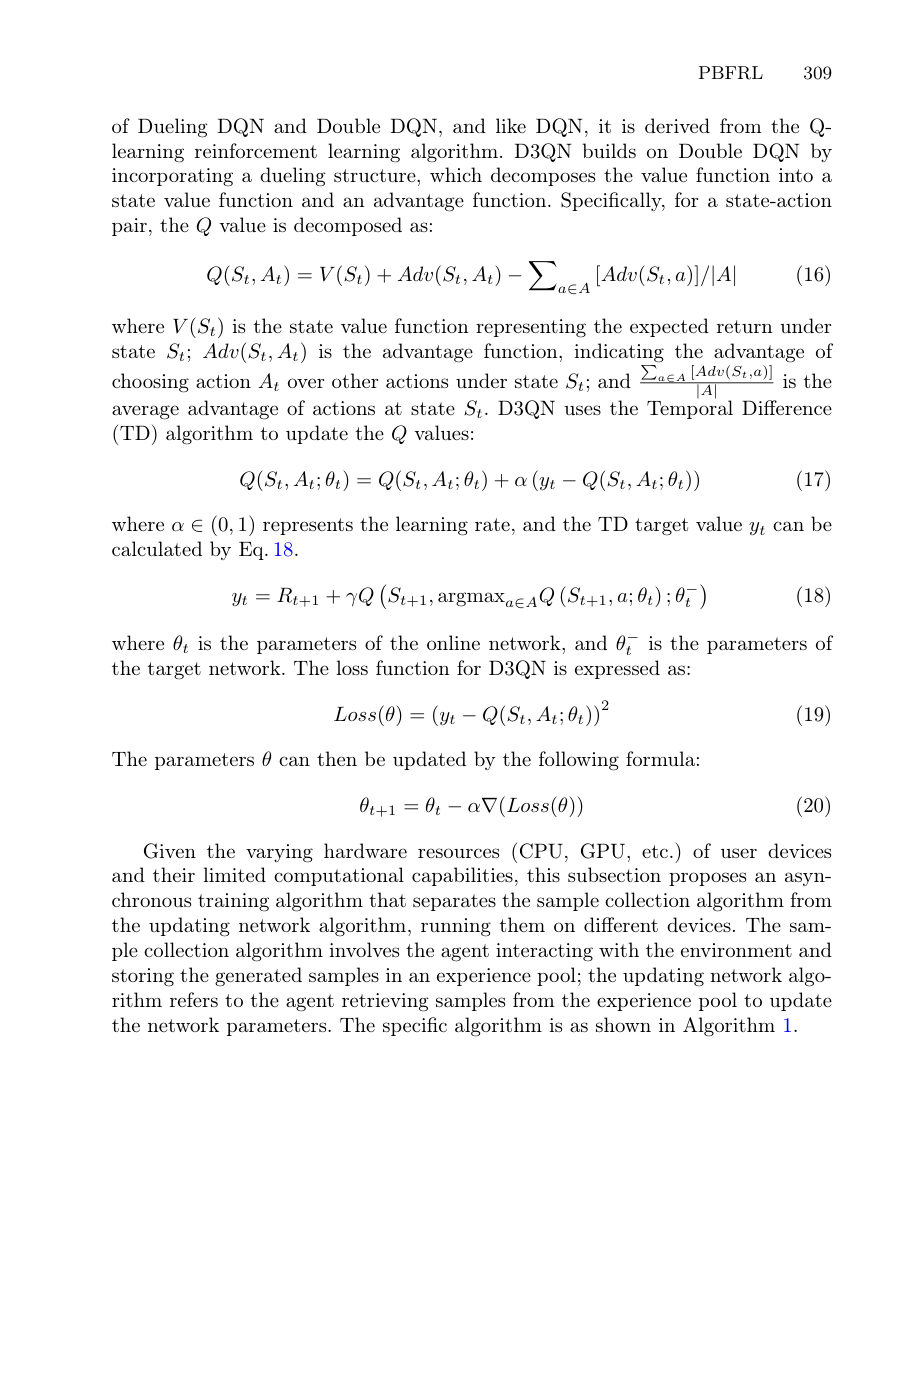 PBFRL 309
of Dueling DQN and Double DQN, and like DQN, it is derived from the Q-
learning reinforcement learning algorithm. D3QN builds on Double DQN by
incorporating a dueling structure, which decomposes the value function into a
state value function and an advantage function. Specifically, for a state-action
pair, the Q value is decomposed as:
Q(S_t, A_t) = V(S_t) + Adv(S_t, A_t) − ∑_{a∈A} [Adv(S_t, a)]/|A| (16)
where V(S_t) is the state value function representing the expected return under
state S_t; Adv(S_t, A_t) is the advantage function, indicating the advantage of
choosing action A_t over other actions under state S_t; and \frac{∑_{a∈A} [Adv(S_t,a)]}{|A|} is the
average advantage of actions at state S_t. D3QN uses the Temporal Difference
(TD) algorithm to update the Q values:
Q(S_t, A_t; θ_t) = Q(S_t, A_t; θ_t) + α (y_t − Q(S_t, A_t; θ_t)) (17)
where α ∈ (0, 1) represents the learning rate, and the TD target value y_t can be
calculated by Eq. 18.
y_t = R_{t+1} + γQ (S_{t+1}, argmax_{a∈A}Q (S_{t+1}, a; θ_t) ; θ_t^−) (18)
where θ_t is the parameters of the online network, and θ_t^− is the parameters of
the target network. The loss function for D3QN is expressed as:
Loss(θ) = (y_t − Q(S_t, A_t; θ_t))^2 (19)
The parameters θ can then be updated by the following formula:
θ_{t+1} = θ_t − α∇(Loss(θ)) (20)
Given the varying hardware resources (CPU, GPU, etc.) of user devices
and their limited computational capabilities, this subsection proposes an asyn-
chronous training algorithm that separates the sample collection algorithm from
the updating network algorithm, running them on different devices. The sam-
ple collection algorithm involves the agent interacting with the environment and
storing the generated samples in an experience pool; the updating network algo-
rithm refers to the agent retrieving samples from the experience pool to update
the network parameters. The specific algorithm is as shown in Algorithm 1.